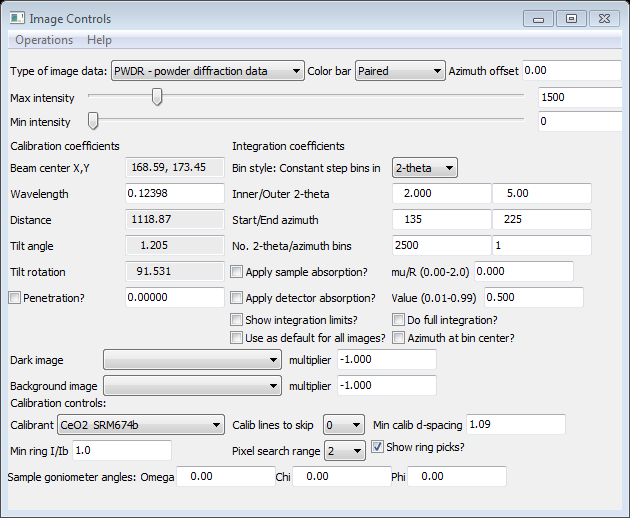 Image Controls
Operations Help
Type of image data: PWDR - powder diffraction data Color bar Paired Azimuth offset 0.00
Max intensity 1500
Min intensity 0
Calibration coefficients Integration coefficients
Beam center X,Y 168.59, 173.45 Bin style: Constant step bins in 2-theta
Wavelength 0.12398 Inner/Outer 2-theta 2.000 5.00
Distance 1118.87 Start/End azimuth 135 225
Tilt angle 1.205 No. 2-theta/azimuth bins 2500 1
Tilt rotation 91.531 Apply sample absorption? mu/R (0.00-2.0) 0.000
Penetration? 0.00000 Apply detector absorption? Value (0.01-0.99) 0.500
Show integration limits? Do full integration?
Use as default for all images? Azimuth at bin center?
Dark image multiplier -1.000
Background image multiplier -1.000
Calibration controls:
Calibrant CeO2 SRM674b Calib lines to skip 0 Min calib d-spacing 1.09
Min ring I/Ib 1.0 Pixel search range 2 Show ring picks?
Sample goniometer angles: Omega 0.00 Chi 0.00 Phi 0.00